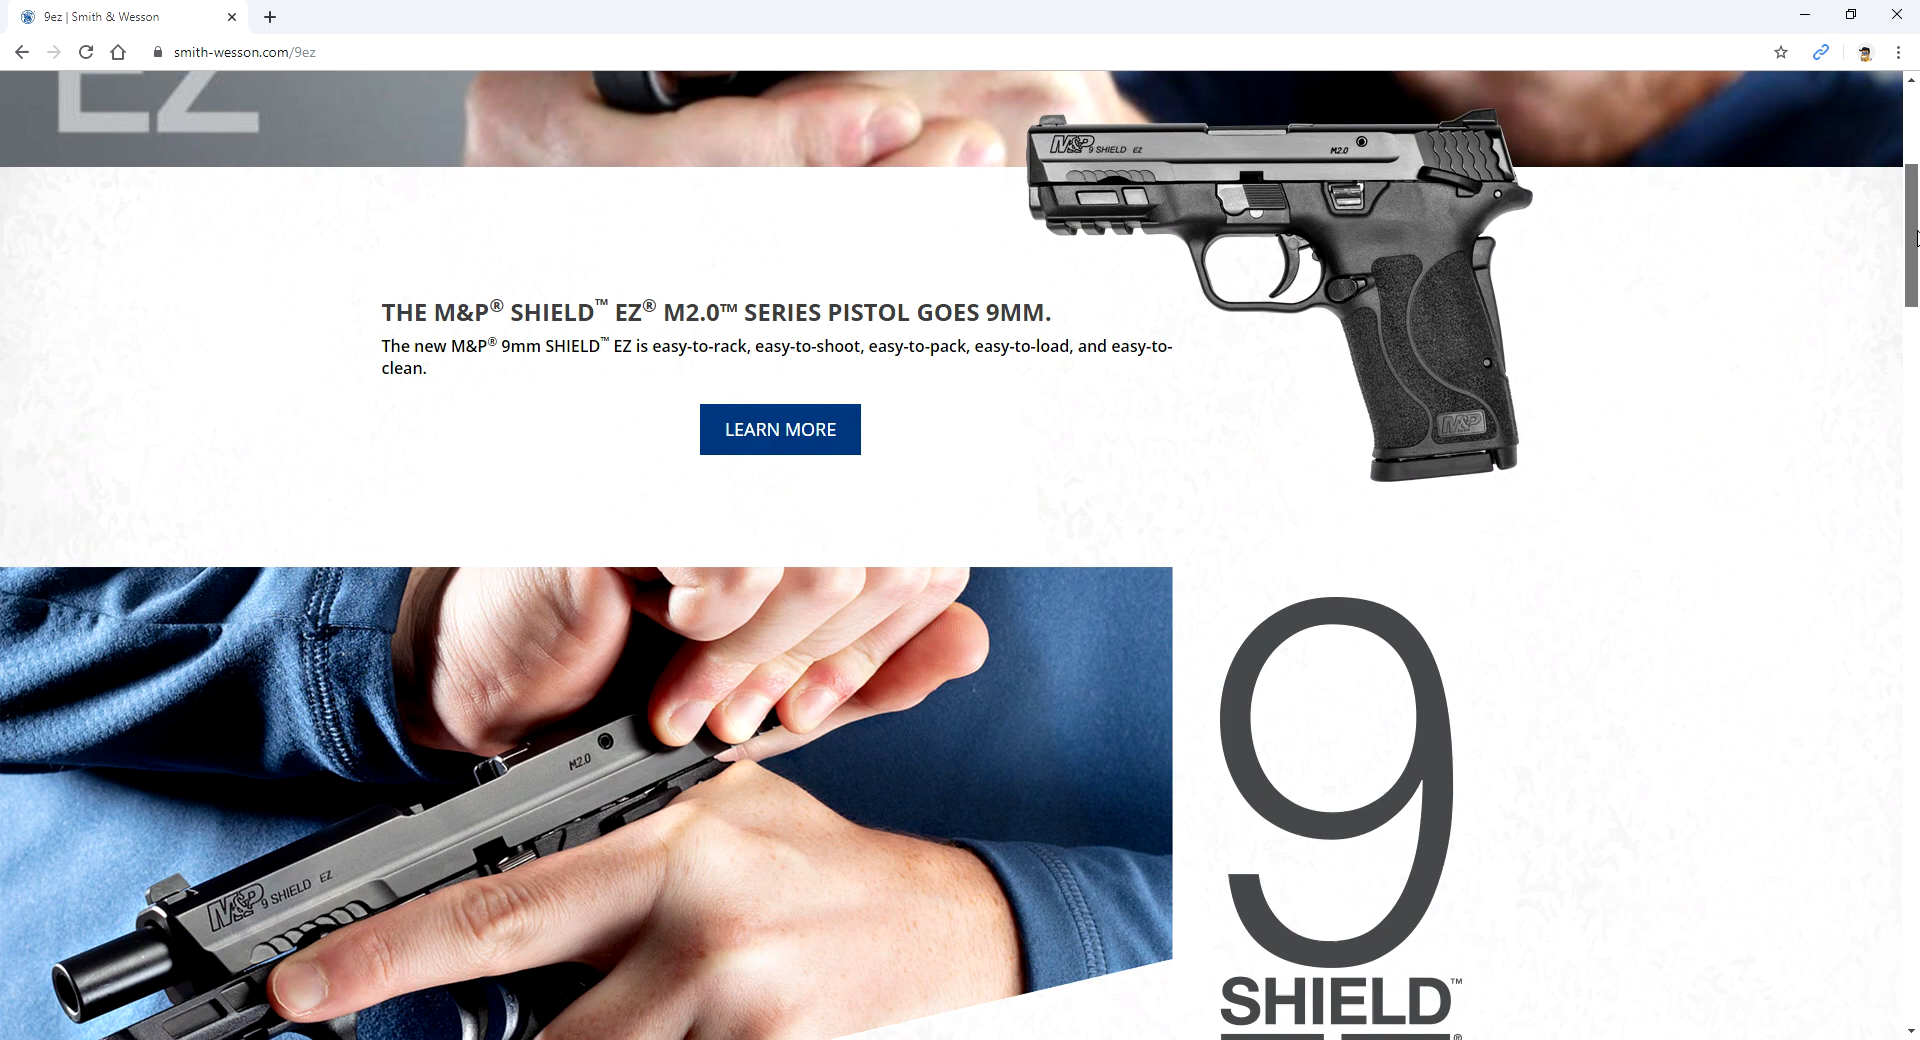 9ez | Smith & Wesson
smith-wesson.com/9ez
EZ
M&P 9 SHIELD EZ M2.0
THE M&P® SHIELD™ EZ® M2.0™ SERIES PISTOL GOES 9MM.
The new M&P® 9mm SHIELD™ EZ is easy-to-rack, easy-to-shoot, easy-to-pack, easy-to-load, and easy-to-
clean.
LEARN MORE
M&P
M2.0
M&P 9 SHIELD EZ
9
SHIELD™
®